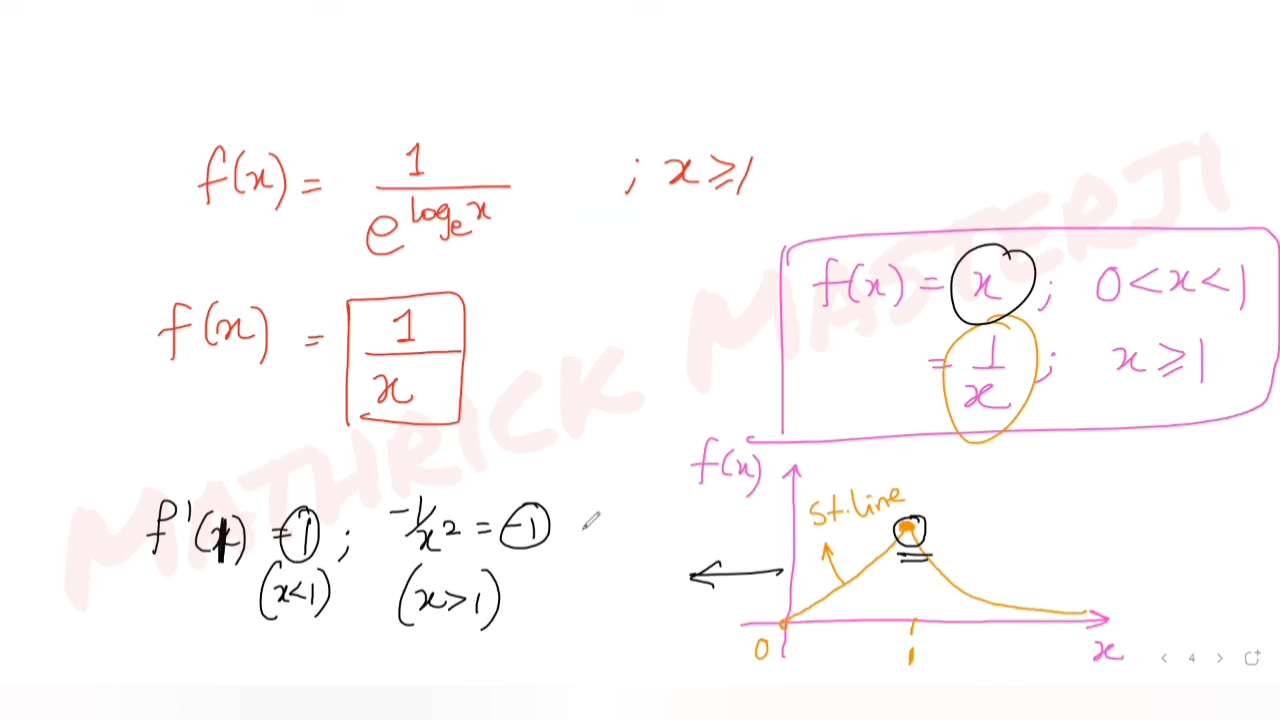 f(x) = 1 / e^{log_e x} ; x ≥ 1
f(x) = 1/x
f(x) = x ; 0 < x < 1
= 1/x ; x ≥ 1
f'(1) = 1 ; -1/x² = -1
(x<1) (x>1)
f(x)
st.line
0
1
x
MATHRICK MASTERJI
< 4 >